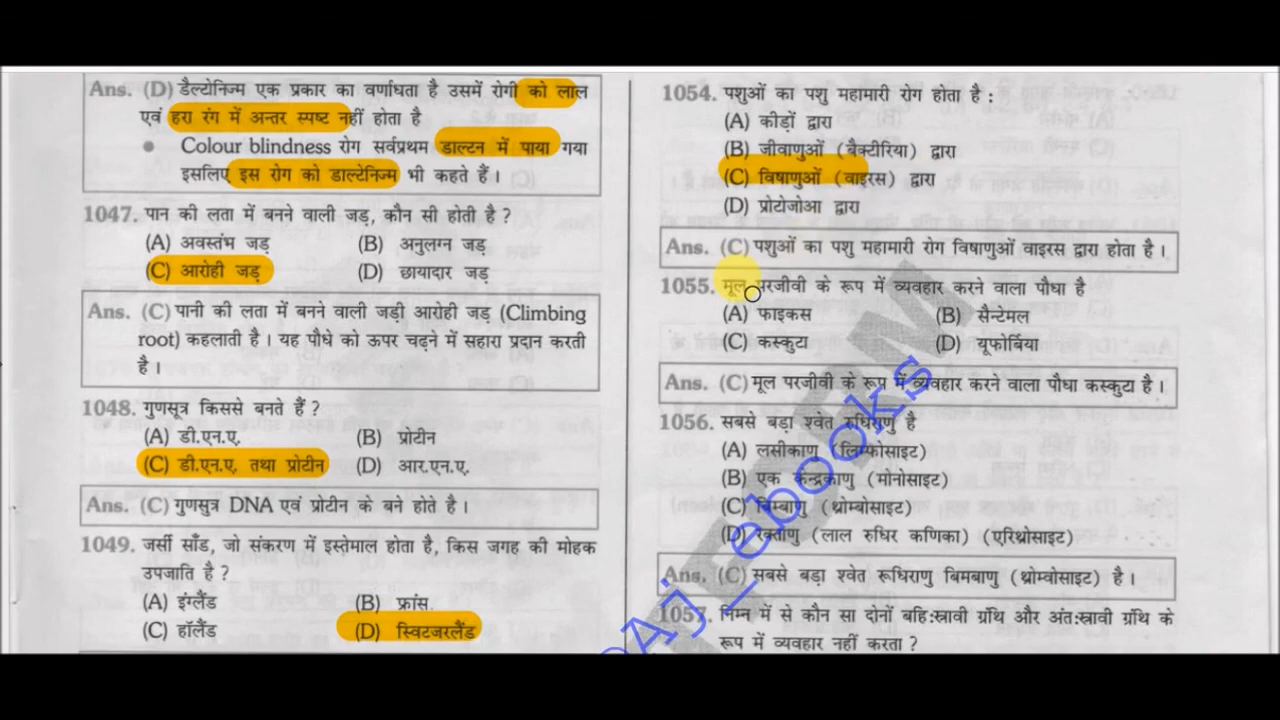 Ans. (D) डैल्टोनिज्म एक प्रकार का वर्णाधता है उसमें रोगी को लाल
एवं हरा रंग में अन्तर स्पष्ट नहीं होता है
● Colour blindness रोग सर्वप्रथम डाल्टन में पाया गया
इसलिए इस रोग को डाल्टेनिज्म भी कहते हैं।
1047. पान की लता में बनने वाली जड़, कौन सी होती है ?
(A) अवस्तंभ जड़ (B) अनुलग्न जड़
(C) आरोही जड़ (D) छायादार जड़
Ans. (C) पानी की लता में बनने वाली जड़ी आरोही जड़ (Climbing
root) कहलाती है। यह पौधे को ऊपर चढ़ने में सहारा प्रदान करती
है।
1048. गुणसूत्र किससे बनते हैं ?
(A) डी.एन.ए. (B) प्रोटीन
(C) डी.एन.ए. तथा प्रोटीन (D) आर.एन.ए.
Ans. (C) गुणसुत्र DNA एवं प्रोटीन के बने होते है।
1049. जर्सी साँड, जो संकरण में इस्तेमाल होता है, किस जगह की मोहक
उपजाति है ?
(A) इंग्लैंड (B) फ्रांस
(C) हॉलैंड (D) स्विटजरलैंड
1054. पशुओं का पशु महामारी रोग होता है :
(A) कीड़ों द्वारा
(B) जीवाणुओं (बैक्टीरिया) द्वारा
(C) विषाणुओं (वाइरस) द्वारा
(D) प्रोटोजोआ द्वारा
Ans. (C) पशुओं का पशु महामारी रोग विषाणुओं वाइरस द्वारा होता है।
1055. मूल परजीवी के रूप में व्यवहार करने वाला पौधा है
(A) फाइकस (B) सैन्टेमल
(C) कस्कुटा (D) यूफोर्बिया
Ans. (C) मूल परजीवी के रूप में व्यवहार करने वाला पौधा कस्कुटा है।
1056. सबसे बड़ा श्वेत रुधिराणु है
(A) लसीकाणु (लिम्फोसाइट)
(B) एक केन्द्रकाणु (मोनोसाइट)
(C) बिम्बाणु (थ्रोम्बोसाइट)
(D) रक्ताणु (लाल रुधिर कणिका) (एरिथ्रोसाइट)
Ans. (C) सबसे बड़ा श्वेत रूधिराणु बिमबाणु (थ्रोम्वोसाइट) है।
1057. निम्न में से कौन सा दोनों बहि:स्त्रावी ग्रंथि और अंत:स्त्रावी ग्रंथि के
रूप में व्यवहार नहीं करता ?